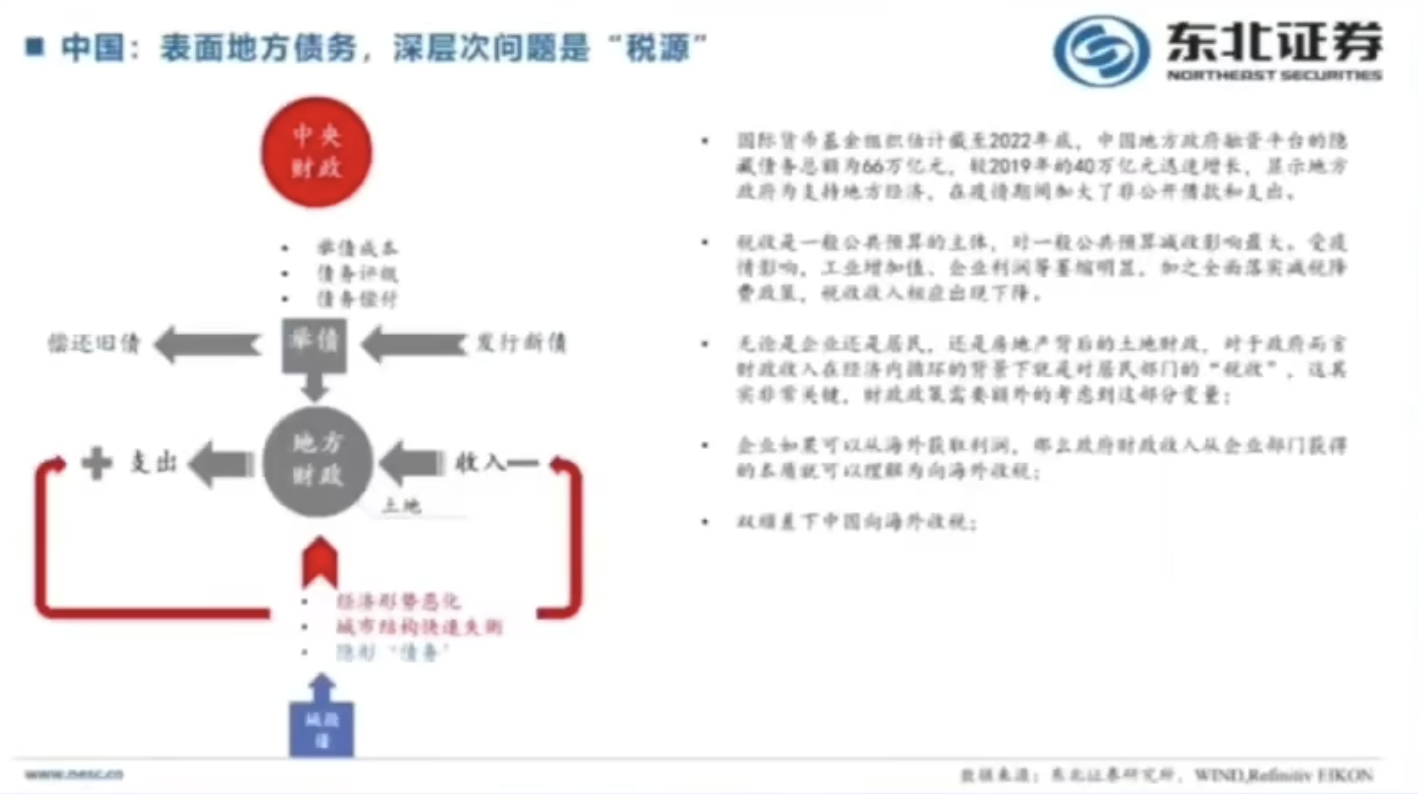 中国：表面地方债务，深层次问题是“税源”
东北证券
NORTHEAST SECURITIES
中央
财政
• 举债成本
• 债务评级
• 债务偿付
偿还旧债
举债
发行新债
支出
地方
财政
收入
土地
• 经济形势恶化
• 城市结构快速失衡
• 隐形“债务”
城投
债
• 国际货币基金组织估计截至2022年底，中国地方政府融资平台的隐
藏债务总额为66万亿元，较2019年的40万亿元迅速增长，显示地方
政府为支持地方经济，在疫情期间加大了非公开借款和支出。
• 税收是一般公共预算的主体，对一般公共预算减收影响最大。受疫
情影响，工业增加值、企业利润等萎缩明显，加之全面落实减税降
费政策，税收收入相应出现下降。
• 无论是企业还是居民，还是房地产背后的土地财政，对于政府而言
财政收入在经济内循环的背景下就是对居民部门的“税收”，这其
实非常关键，财政政策需要额外的考虑到这部分变量；
• 企业如果可以从海外获取利润，那么政府财政收入从企业部门获得
的本质就可以理解为向海外收税；
• 双顺差下中国向海外收税；
www.nesc.cn
数据来源：东北证券研究所，WIND,Refinitiv EIKON